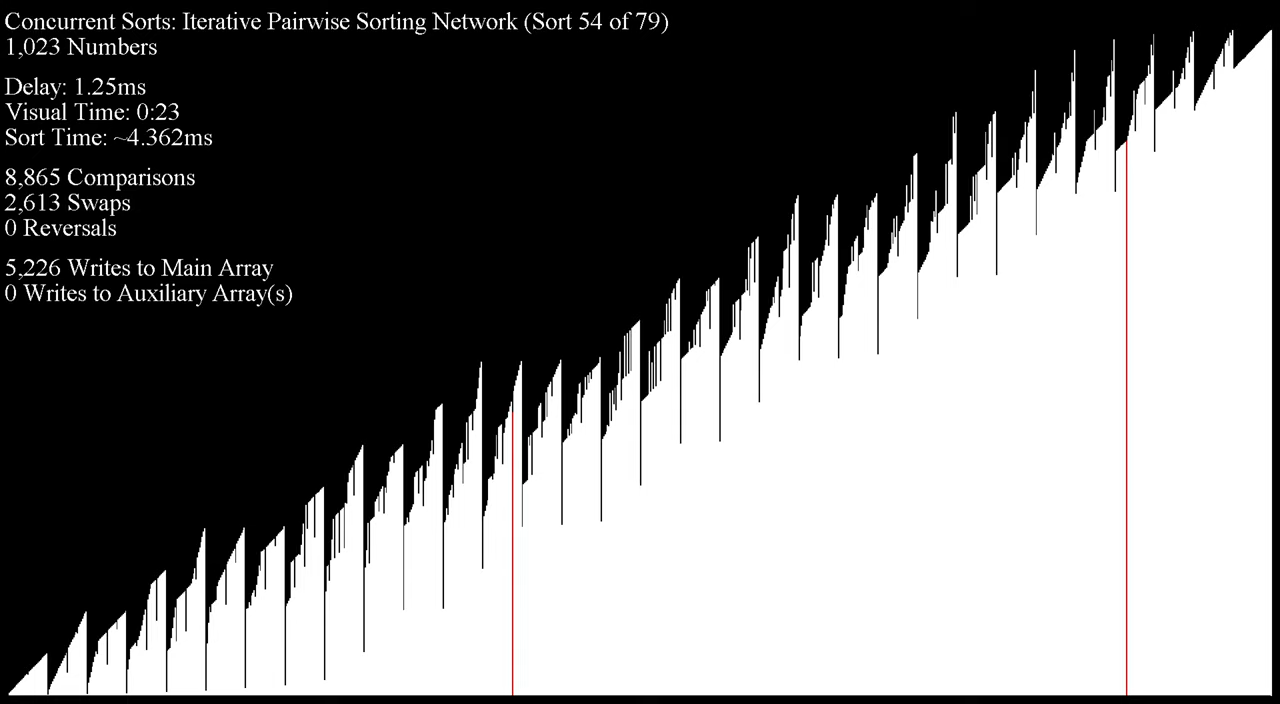 Concurrent Sorts: Iterative Pairwise Sorting Network (Sort 54 of 79)
1,023 Numbers
Delay: 1.25ms
Visual Time: 0:23
Sort Time: ~4.362ms
8,865 Comparisons
2,613 Swaps
0 Reversals
5,226 Writes to Main Array
0 Writes to Auxiliary Array(s)